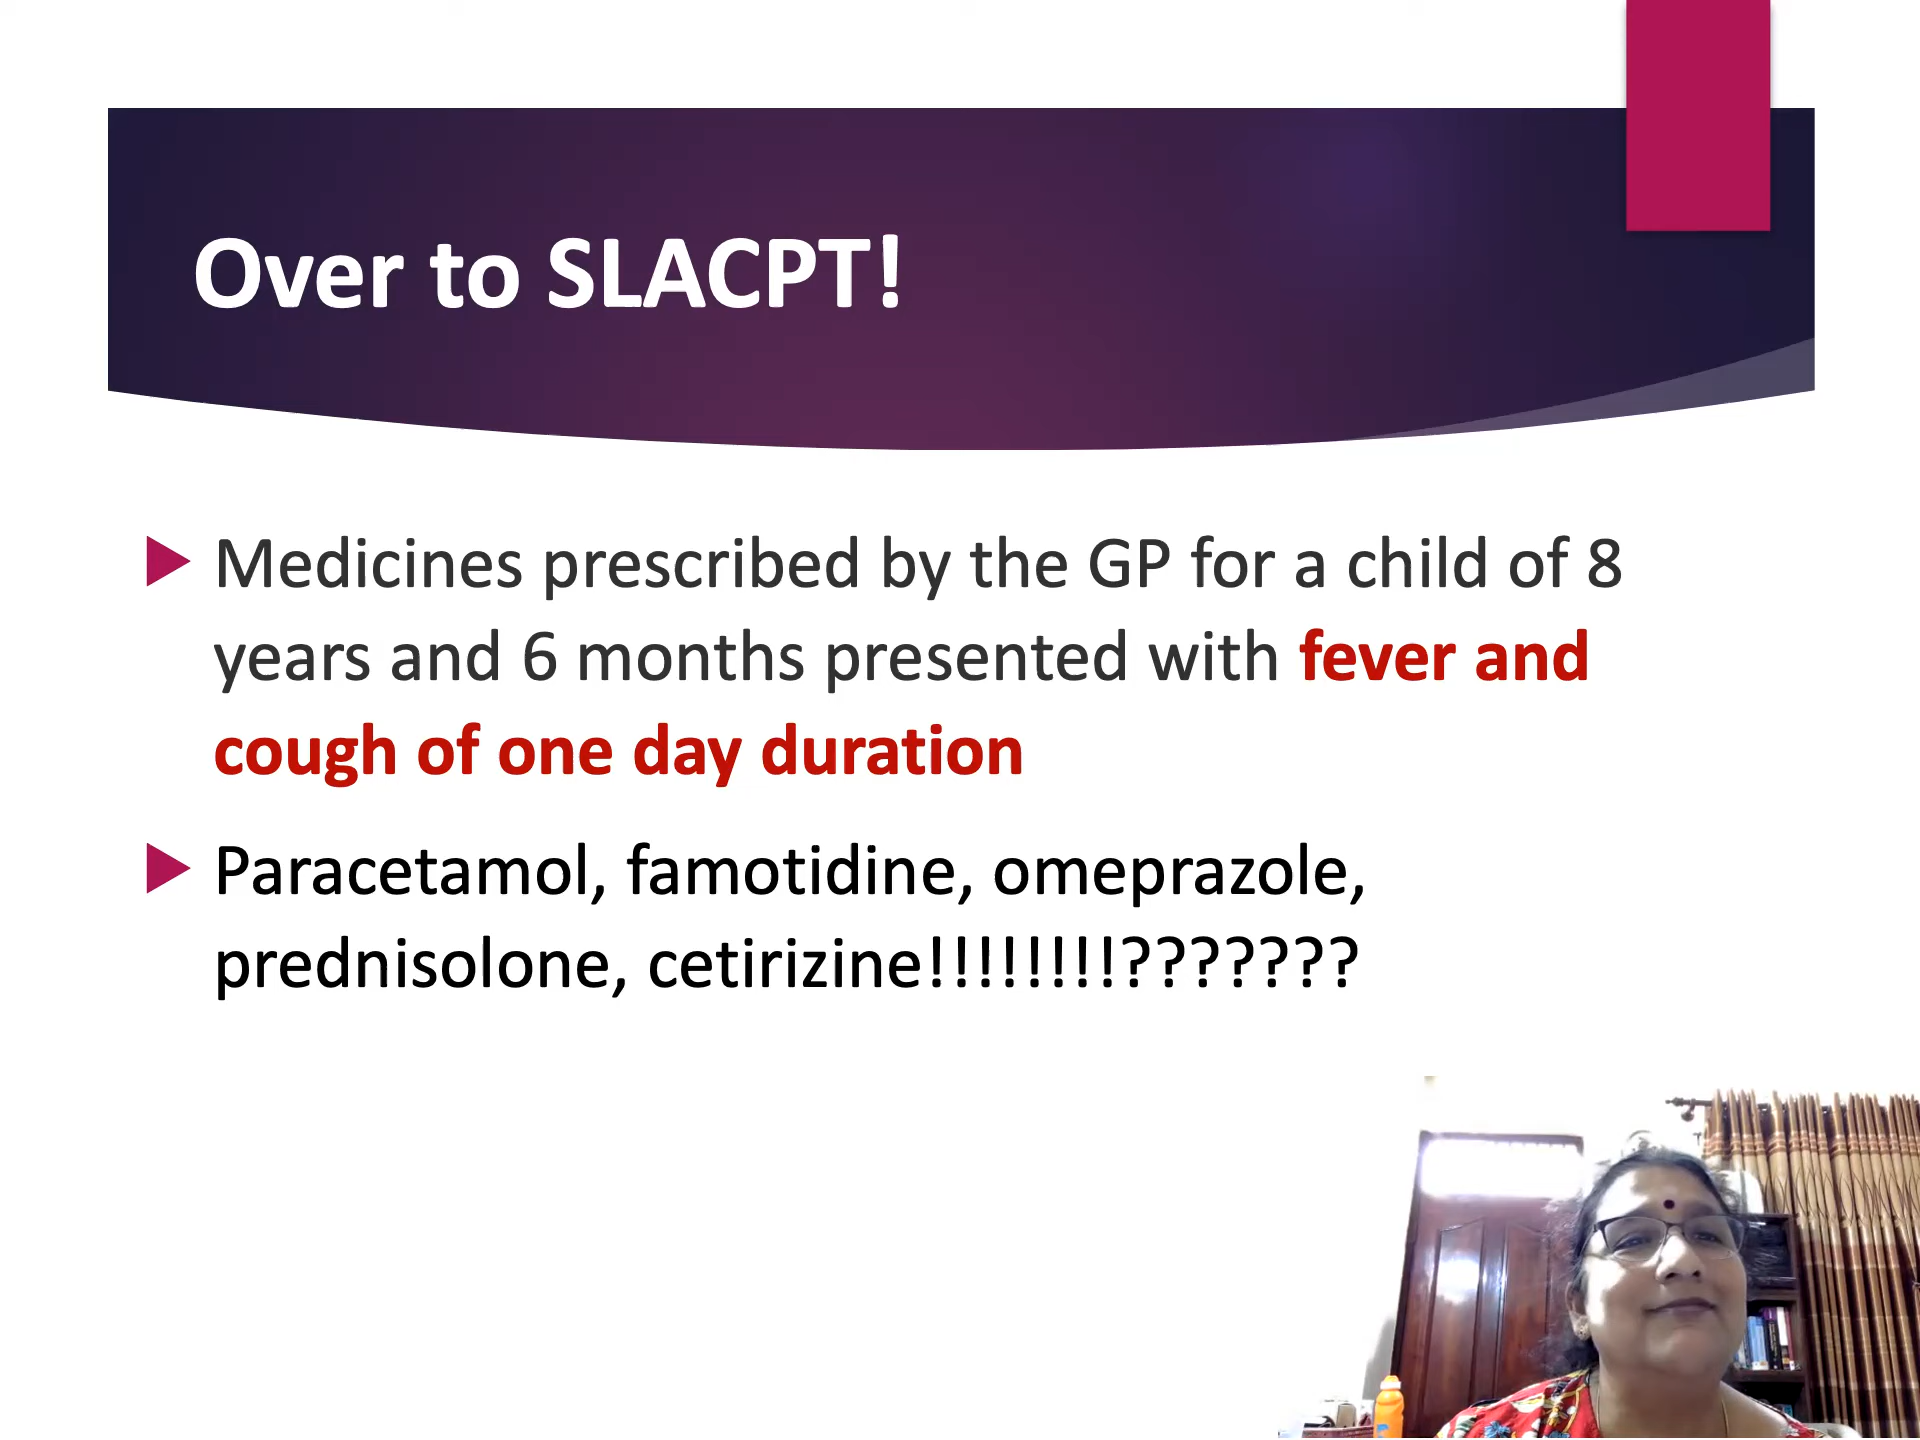 Over to SLACPT!
Medicines prescribed by the GP for a child of 8
years and 6 months presented with fever and
cough of one day duration
Paracetamol, famotidine, omeprazole,
prednisolone, cetirizine!!!!!!!!???????